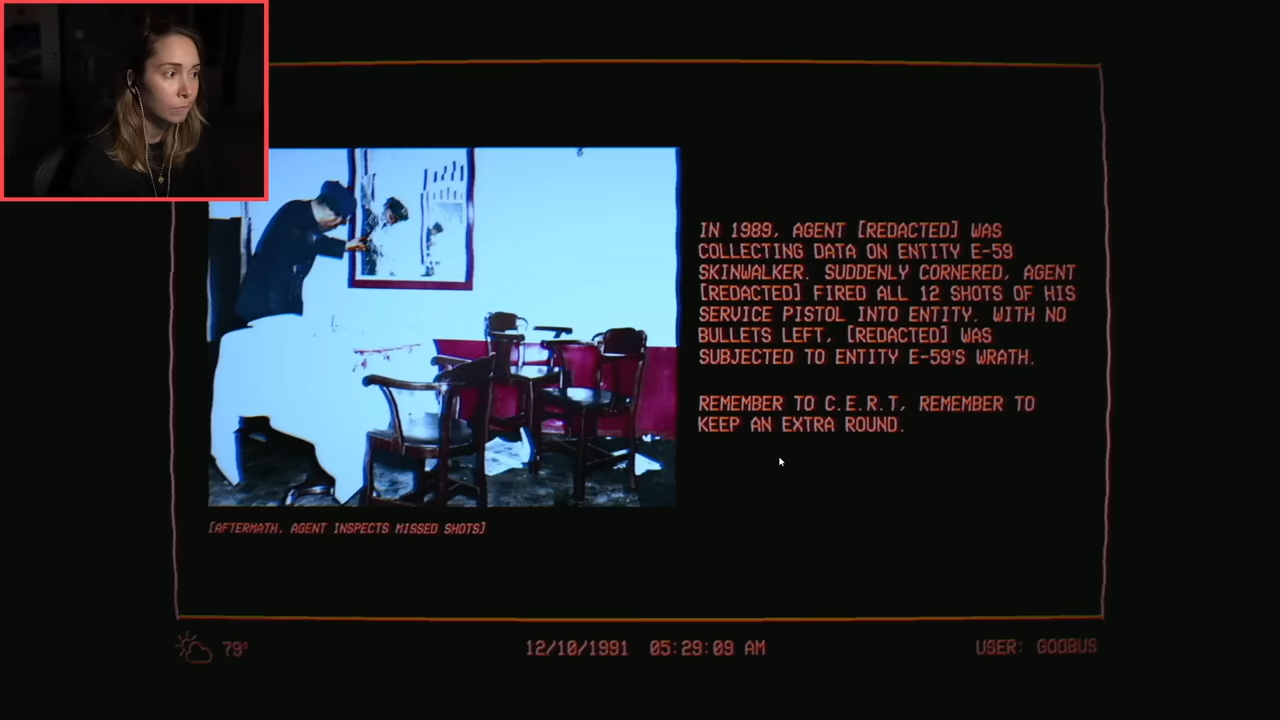 IN 1989, AGENT [REDACTED] WAS
COLLECTING DATA ON ENTITY E-59
SKINWALKER. SUDDENLY CORNERED, AGENT
[REDACTED] FIRED ALL 12 SHOTS OF HIS
SERVICE PISTOL INTO ENTITY. WITH NO
BULLETS LEFT, [REDACTED] WAS
SUBJECTED TO ENTITY E-59'S WRATH.
REMEMBER TO C.E.R.T, REMEMBER TO
KEEP AN EXTRA ROUND.
[AFTERMATH, AGENT INSPECTS MISSED SHOTS]
79°
12/10/1991 05:29:09 AM
USER: GOOBUS